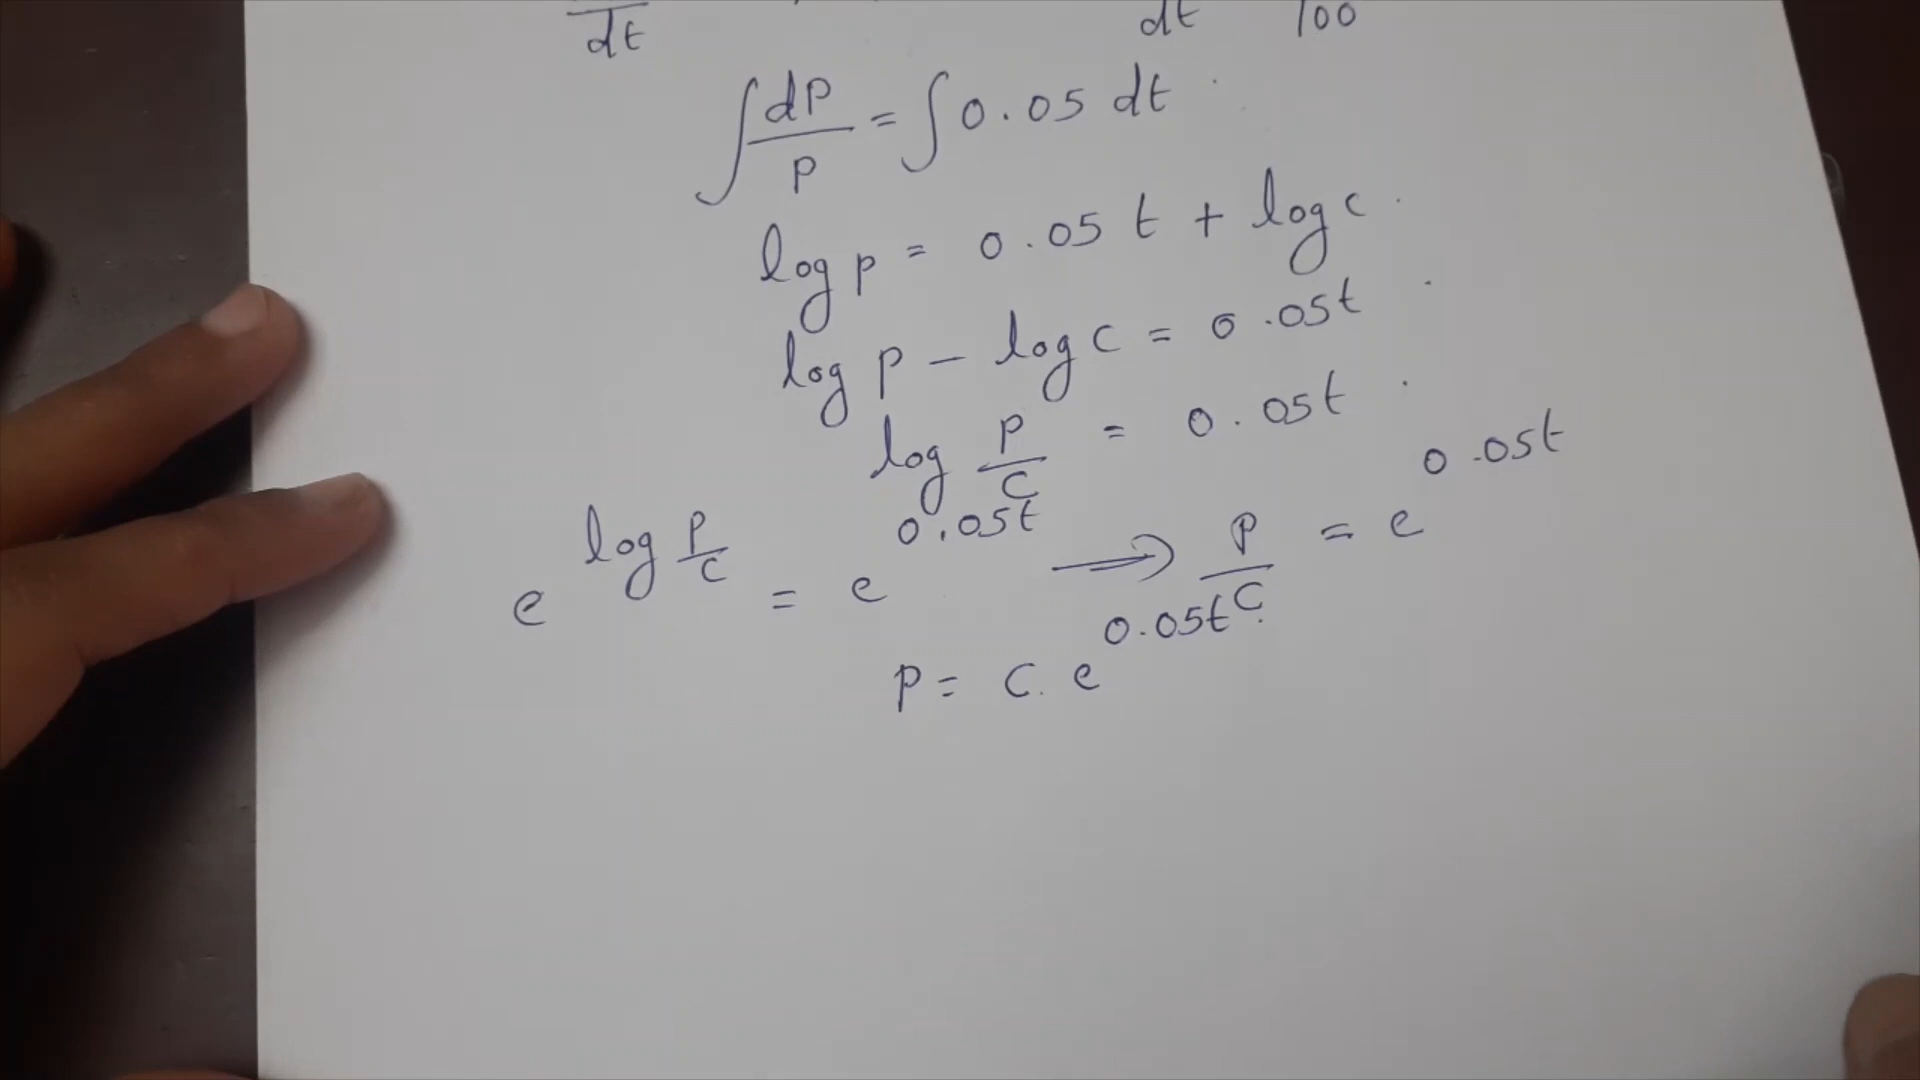 dt dt 100
∫ dP/P = ∫ 0.05 dt
log P = 0.05 t + log c
log P - log c = 0.05t
log P/C = 0.05t
e^(log P/C) = e^(0.05t) ⇒ P/C = e^(0.05t)
P = C. e^(0.05t)